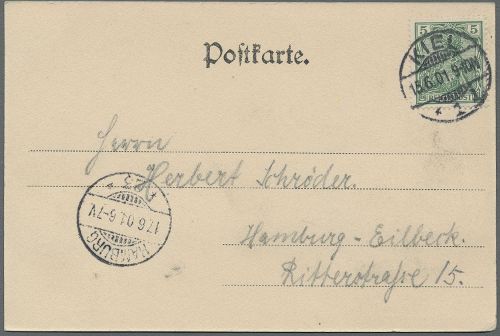 Postkarte.
5 5
KIEL
15.6.01.9-10N
* 1
Herrn
Herbert Schröder.
17.6.01.6-7V
HAMBURG
Hamburg-Eilbeck.
Ritterstraße 15.